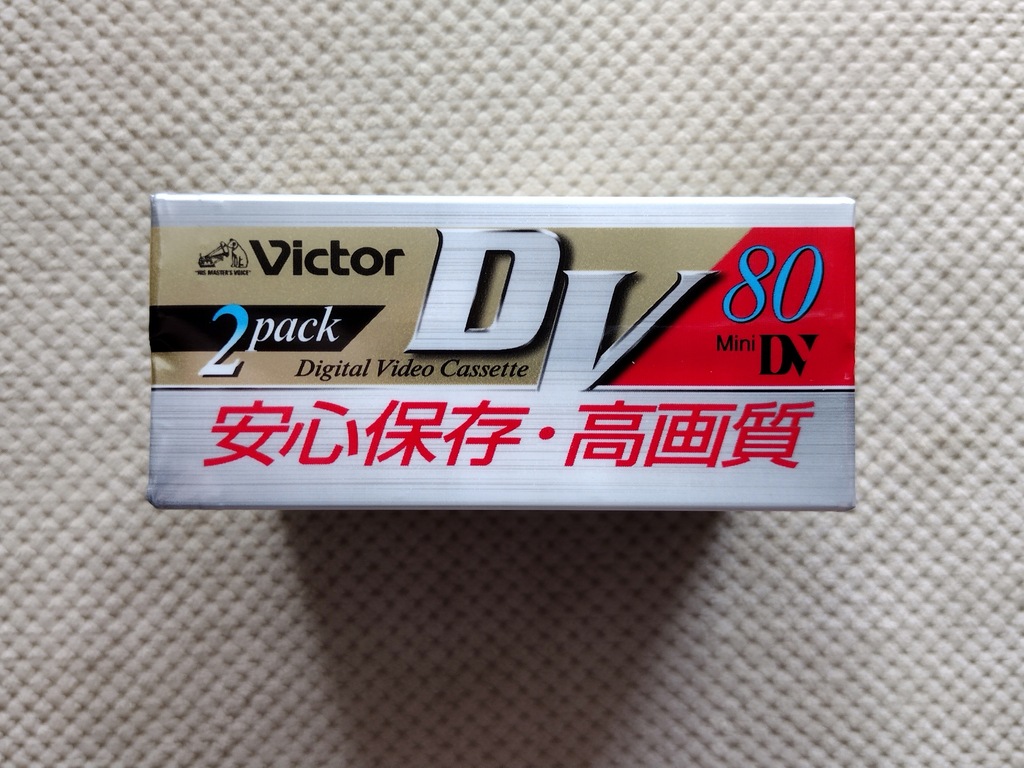 "HIS MASTER'S VOICE"
Victor
DV
80
2pack
Mini DV
Digital Video Cassette
安心保存・高画質